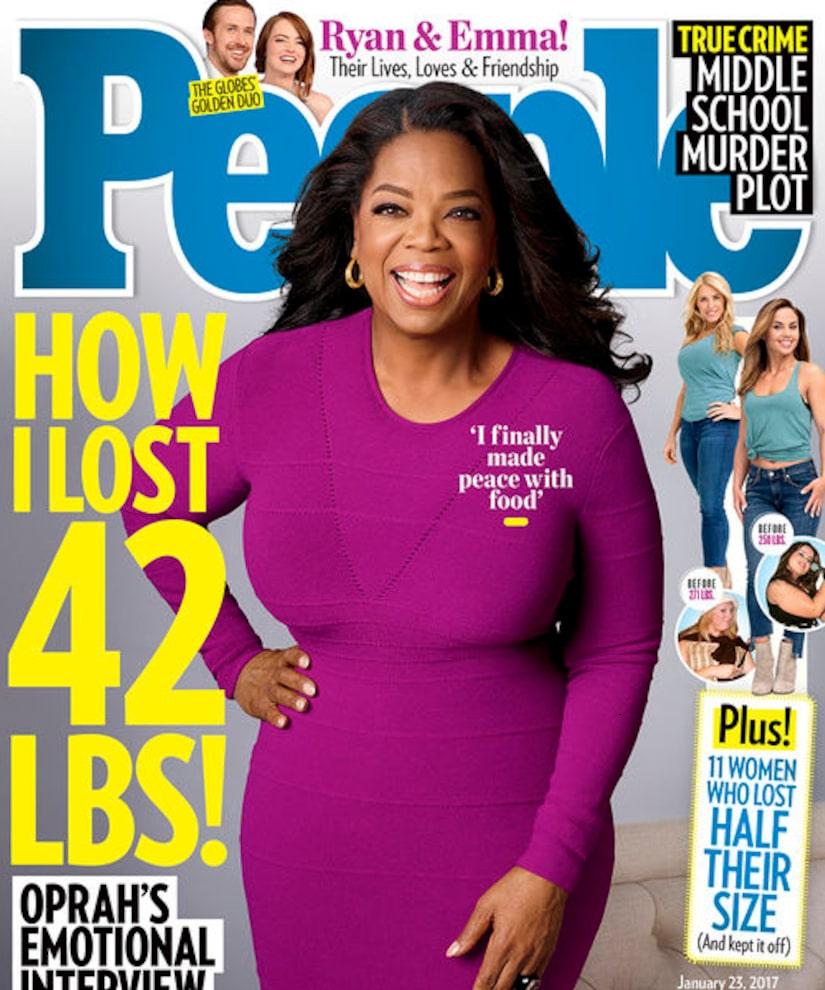 People
Ryan & Emma!
Their Lives, Loves & Friendship
THE GLOBES'
GOLDEN DUO
TRUE CRIME
MIDDLE
SCHOOL
MURDER
PLOT
HOW
I LOST
42
LBS!
OPRAH'S
EMOTIONAL
INTERVIEW
'I finally
made
peace with
food'
BEFORE
250 LBS.
BEFORE
271 LBS.
Plus!
11 WOMEN
WHO LOST
HALF
THEIR
SIZE
(And kept it off)
January 23, 2017